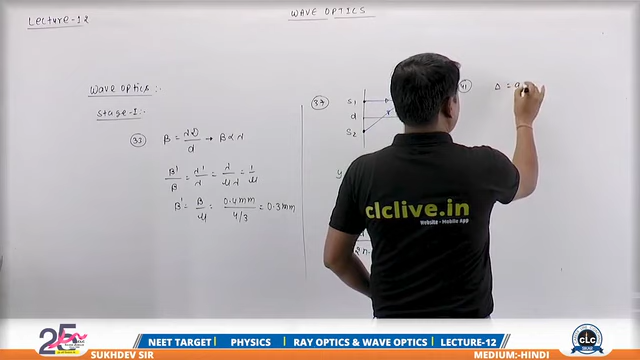 Lecture-12
WAVE OPTICS
Wave optics:-
Stage-I:-
33 β = λD/d → β ∝ λ
β'/β = λ'/λ = λ/μλ = 1/μ
β' = β/μ = 0.4mm/4/3 = 0.3mm
37 S1
d
S2
41 Δ =
clclive.in
Website - Mobile App
25
CLC
NEET TARGET PHYSICS RAY OPTICS & WAVE OPTICS LECTURE-12
SUKHDEV SIR MEDIUM:-HINDI